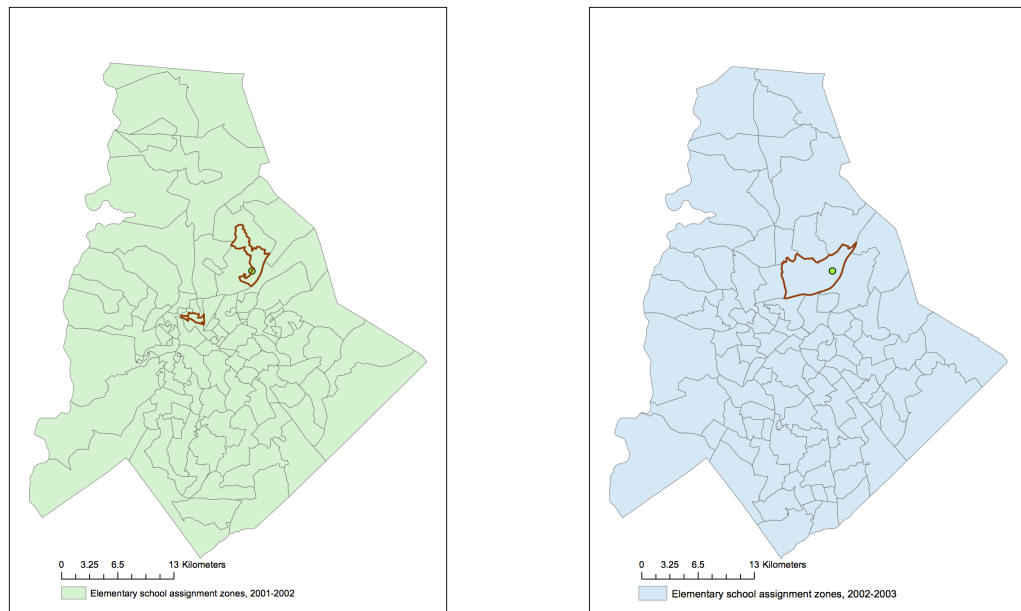 0 3.25 6.5 13 Kilometers
Elementary school assignment zones, 2001-2002
0 3.25 6.5 13 Kilometers
Elementary school assignment zones, 2002-2003